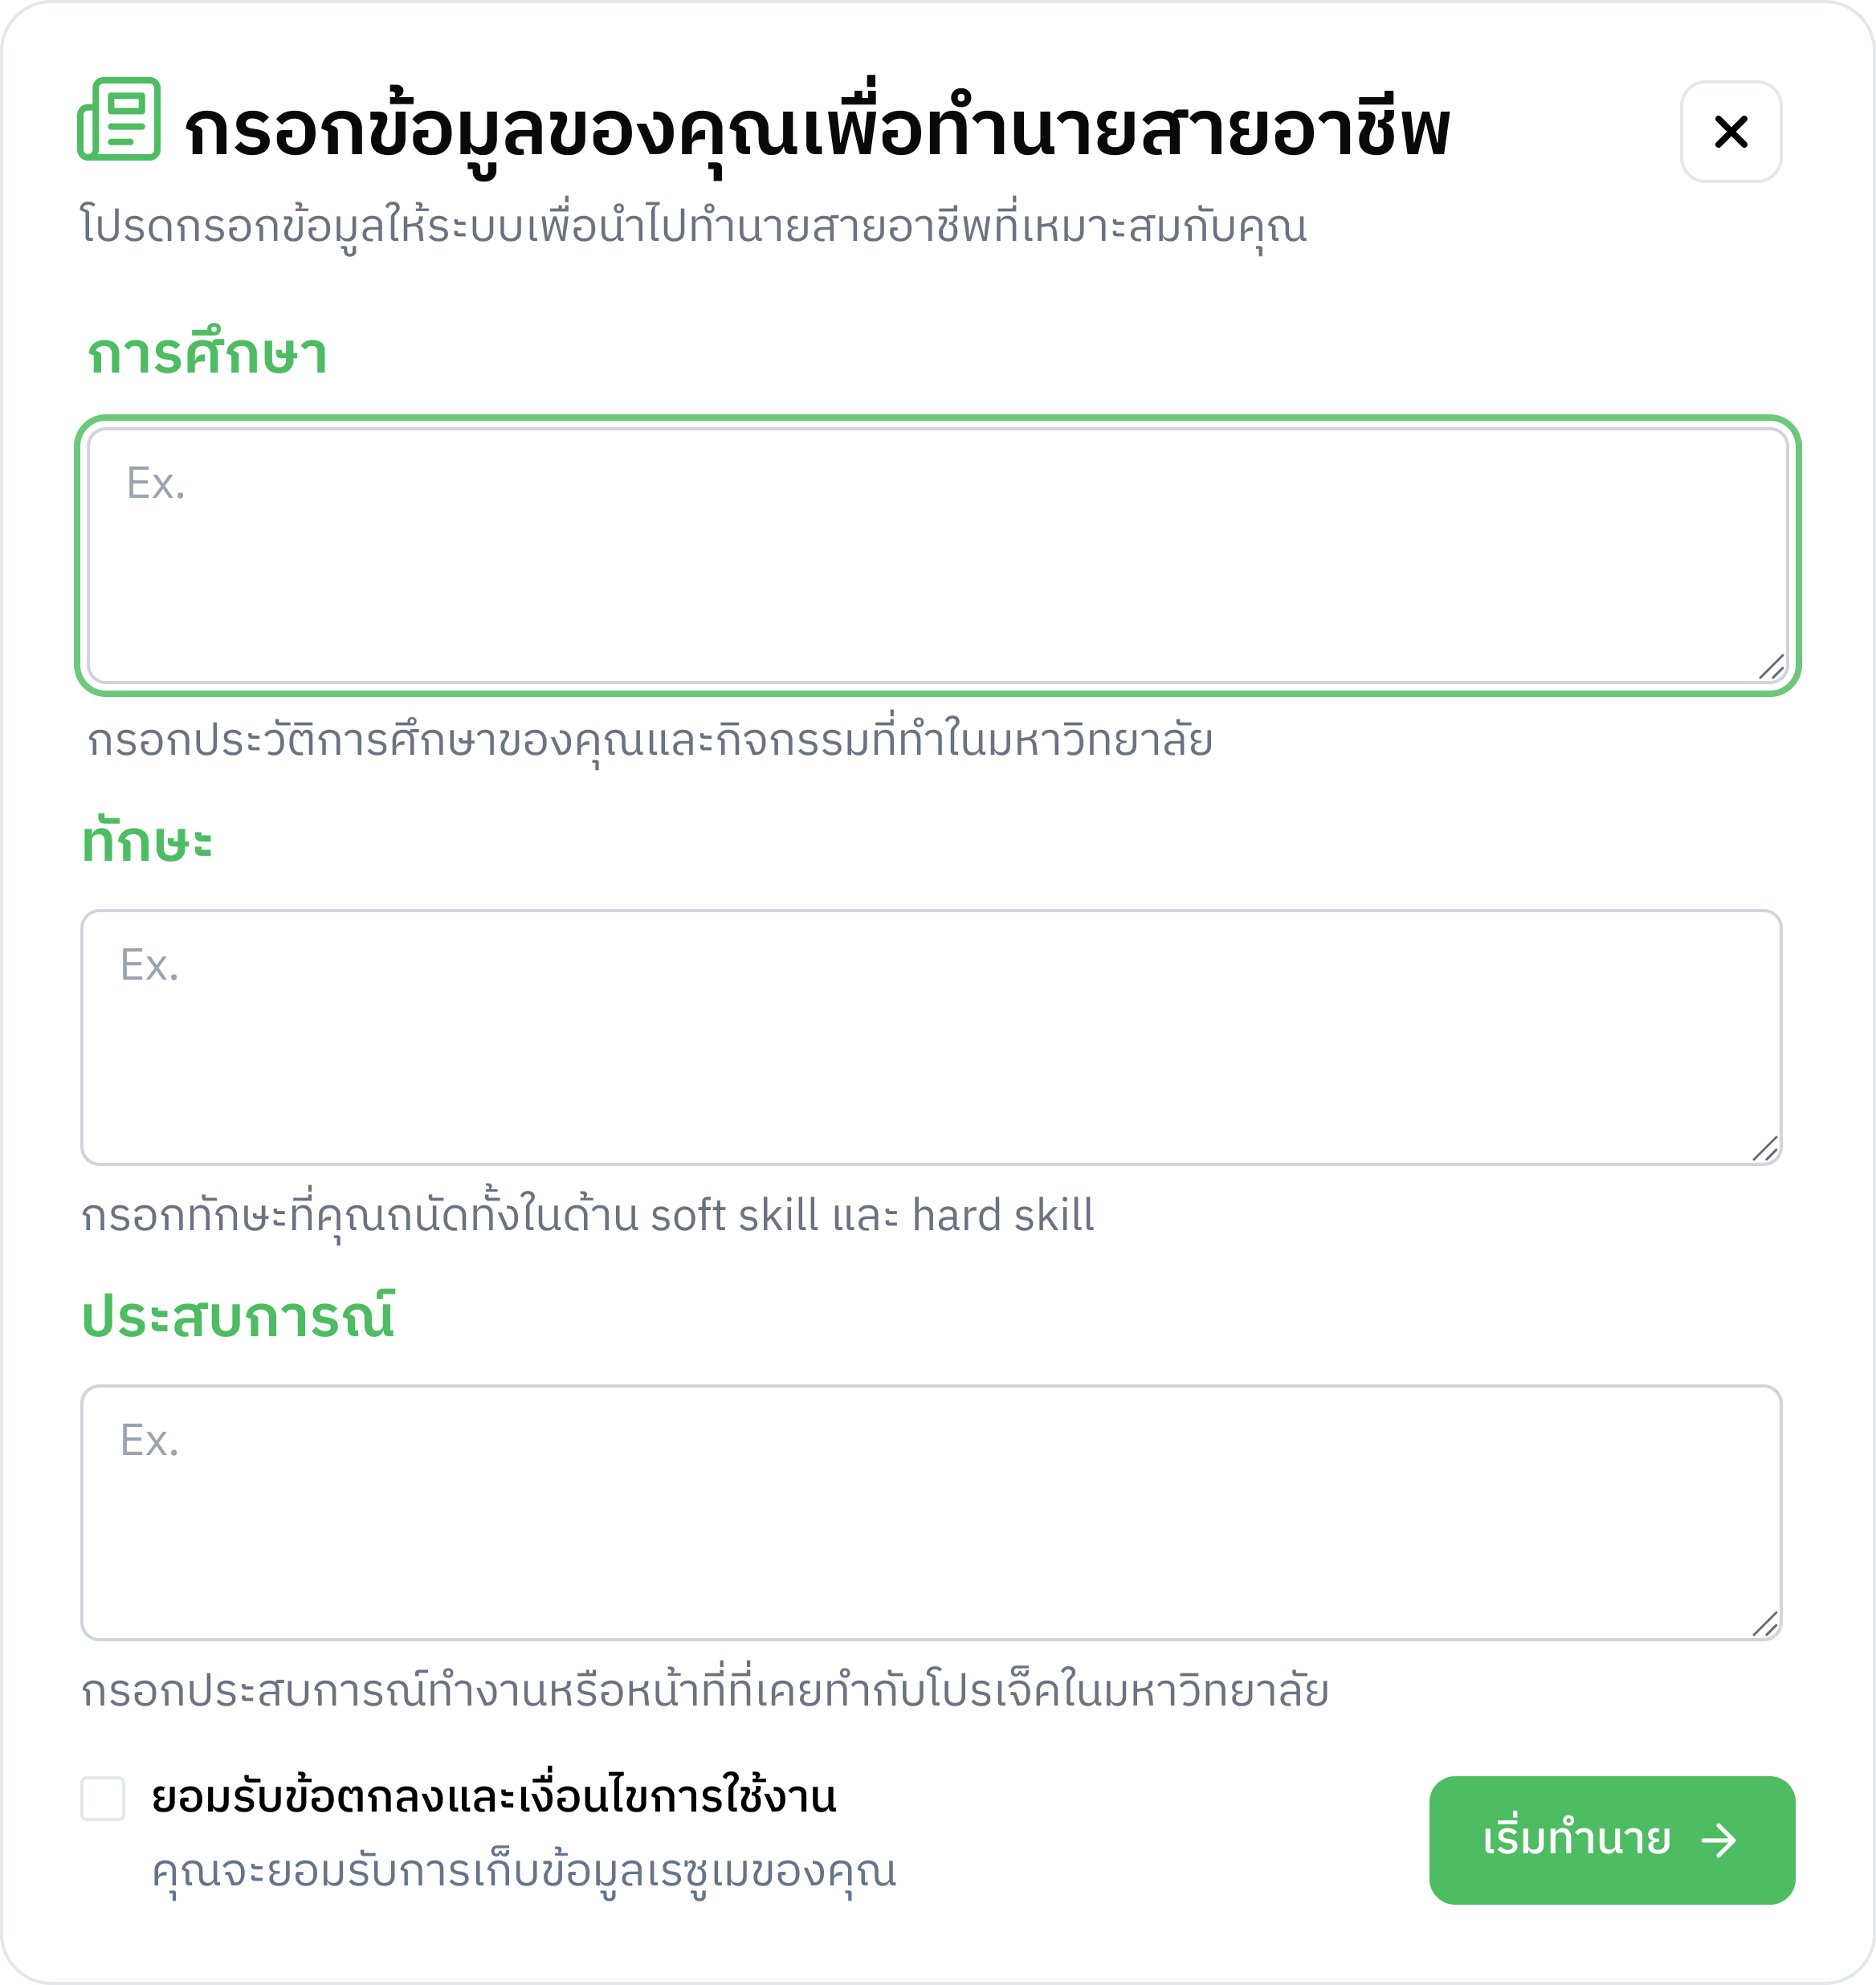 กรอกข้อมูลของคุณเพื่อทำนายสายอาชีพ
โปรดกรอกข้อมูลให้ระบบเพื่อนำไปทำนายสายอาชีพที่เหมาะสมกับคุณ
การศึกษา
Ex.
กรอกประวัติการศึกษาของคุณและกิจกรรมที่ทำในมหาวิทยาลัย
ทักษะ
Ex.
กรอกทักษะที่คุณถนัดทั้งในด้าน soft skill และ hard skill
ประสบการณ์
Ex.
กรอกประสบการณ์ทำงานหรือหน้าที่ที่เคยทำกับโปรเจ็คในมหาวิทยาลัย
ยอมรับข้อตกลงและเงื่อนไขการใช้งาน
คุณจะยอมรับการเก็บข้อมูลเรซูเมของคุณ
เริ่มทำนาย